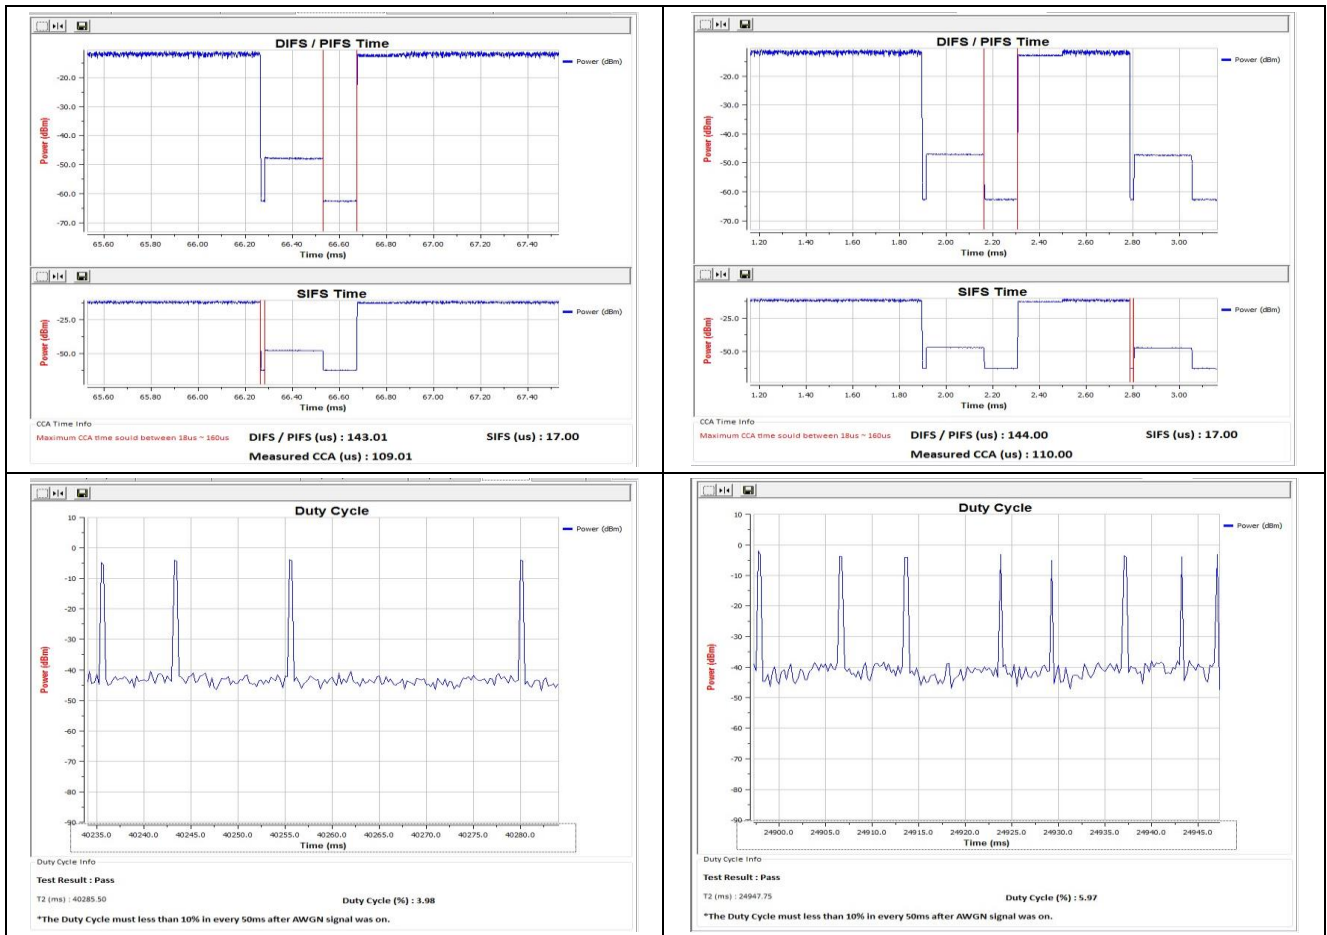 DIFS / PIFS Time
Power (dBm)
-20.0
-30.0
-40.0
-50.0
-60.0
-70.0
Power (dBm)
65.60 65.80 66.00 66.20 66.40 66.60 66.80 67.00 67.20 67.40
Time (ms)
SIFS Time
Power (dBm)
-25.0
-50.0
Power (dBm)
65.60 65.80 66.00 66.20 66.40 66.60 66.80 67.00 67.20 67.40
Time (ms)
CCA Time Info
Maximum CCA time sould between 18us ~ 160us
DIFS / PIFS (us) : 143.01
SIFS (us) : 17.00
Measured CCA (us) : 109.01
DIFS / PIFS Time
Power (dBm)
-20.0
-30.0
-40.0
-50.0
-60.0
-70.0
Power (dBm)
1.20 1.40 1.60 1.80 2.00 2.20 2.40 2.60 2.80 3.00
Time (ms)
SIFS Time
Power (dBm)
-25.0
-50.0
Power (dBm)
1.20 1.40 1.60 1.80 2.00 2.20 2.40 2.60 2.80 3.00
Time (ms)
CCA Time Info
Maximum CCA time sould between 18us ~ 160us
DIFS / PIFS (us) : 144.00
SIFS (us) : 17.00
Measured CCA (us) : 110.00
Duty Cycle
Power (dBm)
10
0
-10
-20
-30
-40
-50
-60
-70
-80
-90
Power (dBm)
40235.0 40240.0 40245.0 40250.0 40255.0 40260.0 40265.0 40270.0 40275.0 40280.0
Time (ms)
Duty Cycle Info
Test Result : Pass
T2 (ms) : 40285.50
Duty Cycle (%) : 3.98
*The Duty Cycle must less than 10% in every 50ms after AWGN signal was on.
Duty Cycle
Power (dBm)
10
0
-10
-20
-30
-40
-50
-60
-70
-80
-90
Power (dBm)
24900.0 24905.0 24910.0 24915.0 24920.0 24925.0 24930.0 24935.0 24940.0 24945.0
Time (ms)
Duty Cycle Info
Test Result : Pass
T2 (ms) : 24947.75
Duty Cycle (%) : 5.97
*The Duty Cycle must less than 10% in every 50ms after AWGN signal was on.